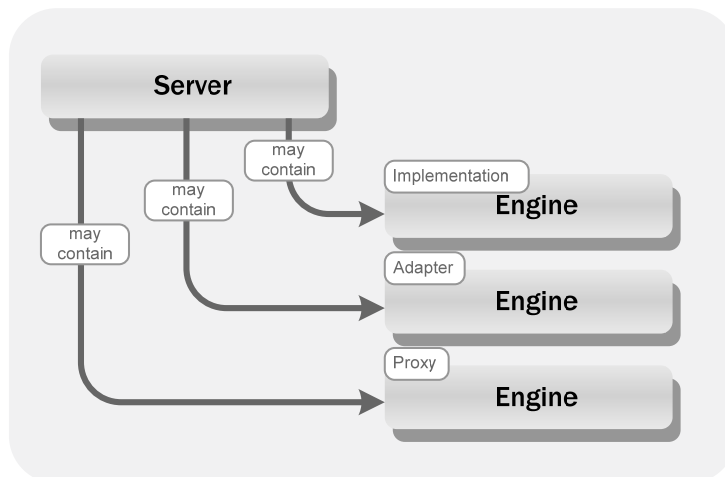 Server
may
contain
may
contain
may
contain
Implementation
Engine
Adapter
Engine
Proxy
Engine